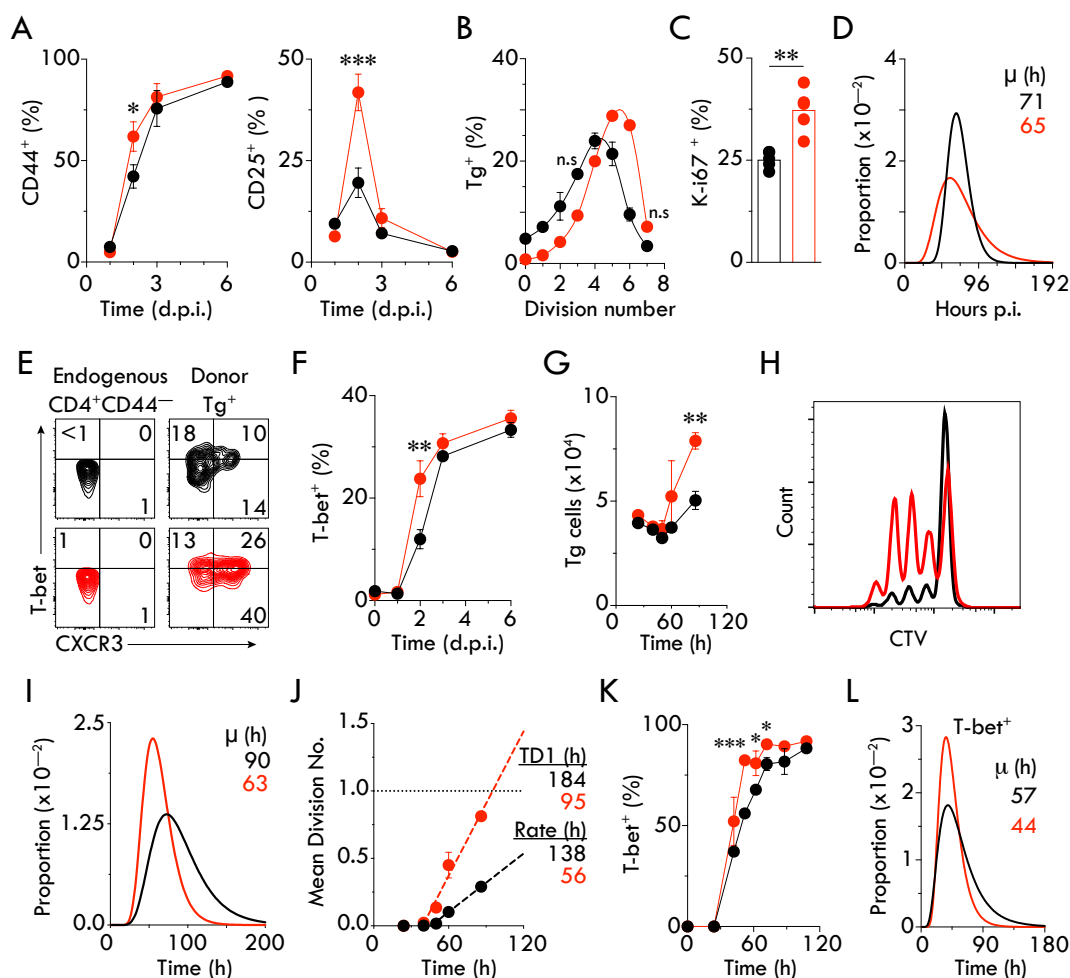 A
CD44⁺ (%)
100
50
0
0
3
6
Time (d.p.i.)
*
CD25⁺ (%)
50
25
0
0
3
6
Time (d.p.i.)
***
B
Tg⁺ (%)
40
20
0
0 2 4 6 8
Division number
n.s
n.s
C
K-i67 ⁺ (%)
50
25
0
**
D
Proportion (x10⁻²)
4
2
0
0 96 192
Hours p.i.
μ (h)
71
65
E
Endogenous
CD4⁺CD44—
Donor
Tg⁺
<1 0
1
18 10
14
1 0
1
13 26
40
T-bet
CXCR3
F
T-bet⁺ (%)
40
20
0
0 3 6
Time (d.p.i.)
**
G
Tg cells (x10⁴)
10
5
0
0 60 120
Time (h)
**
H
Count
CTV
I
Proportion (x10⁻²)
2.5
1.25
0.0
0 100 200
Time (h)
μ (h)
90
63
J
Mean Division No.
1.5
1.0
0.5
0.0
0 60 120
Time (h)
TD1 (h)
184
95
Rate (h)
138
56
K
T-bet⁺ (%)
100
50
0
0 60 120
Time (h)
***
*
*
L
Proportion (x10⁻²)
3
2
1
0
0 90 180
Time (h)
T-bet⁺
μ (h)
57
44